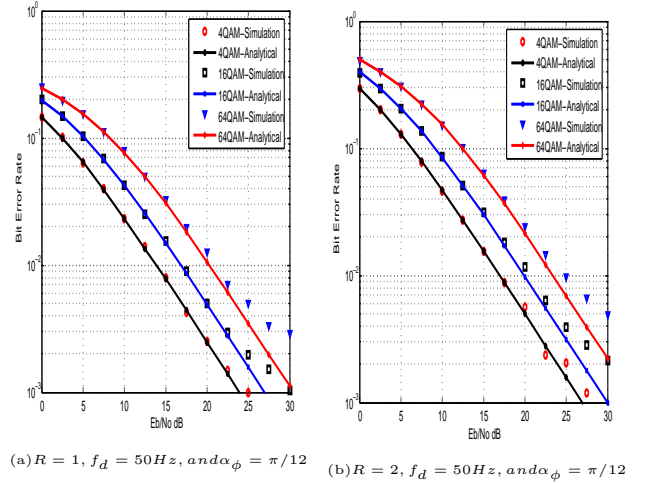 10^0
10^-1
10^-2
10^-3
Bit Error Rate
0 5 10 15 20 25 30
Eb/No dB
4QAM-Simulation
4QAM-Analytical
16QAM-Simulation
16QAM-Analytical
64QAM-Simulation
64QAM-Analytical
(a)R = 1, f_d = 50Hz, andα_ϕ = π/12
10^0
10^-1
10^-2
10^-3
Bit Error Rate
0 5 10 15 20 25 30
Eb/No dB
4QAM-Simulation
4QAM-Analytical
16QAM-Simulation
16QAM-Analytical
64QAM-Simulation
64QAM-Analytical
(b)R = 2, f_d = 50Hz, andα_ϕ = π/12